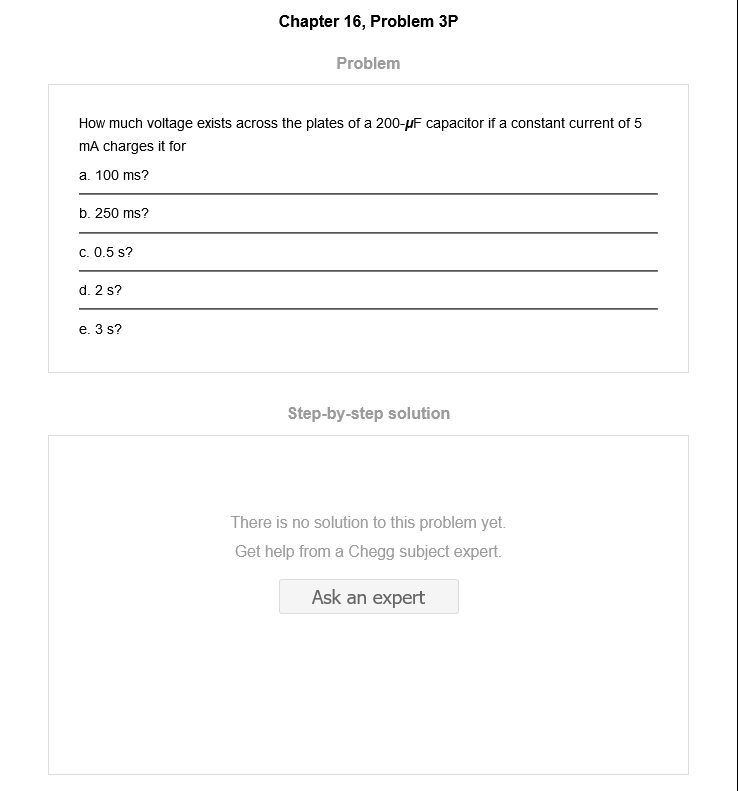 Chapter 16, Problem 3P
Problem
How much voltage exists across the plates of a 200-μF capacitor if a constant current of 5
mA charges it for
a. 100 ms?
b. 250 ms?
c. 0.5 s?
d. 2 s?
e. 3 s?
Step-by-step solution
There is no solution to this problem yet.
Get help from a Chegg subject expert.
Ask an expert